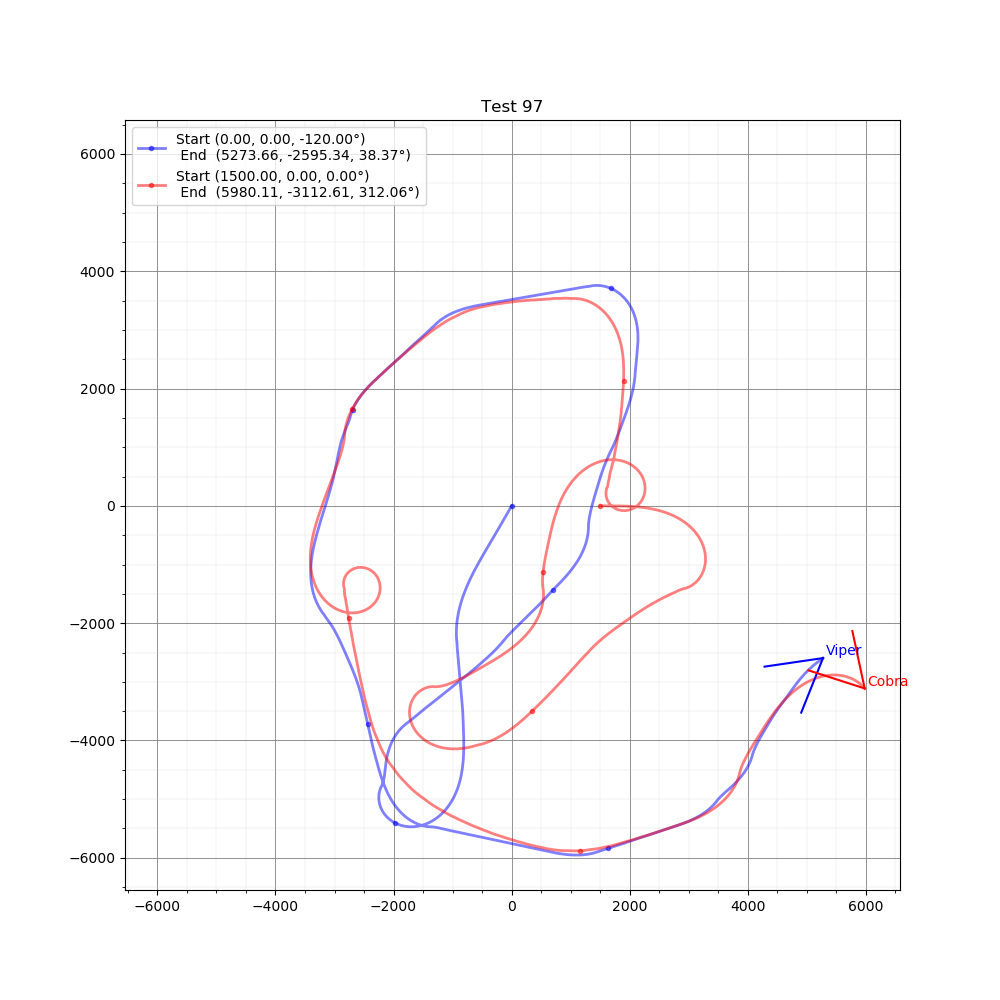 Test 97
Start (0.00, 0.00, -120.00°)
End (5273.66, -2595.34, 38.37°)
Start (1500.00, 0.00, 0.00°)
End (5980.11, -3112.61, 312.06°)
6000
4000
2000
0
−2000
−4000
−6000
Viper
Cobra
−6000 −4000 −2000 0 2000 4000 6000